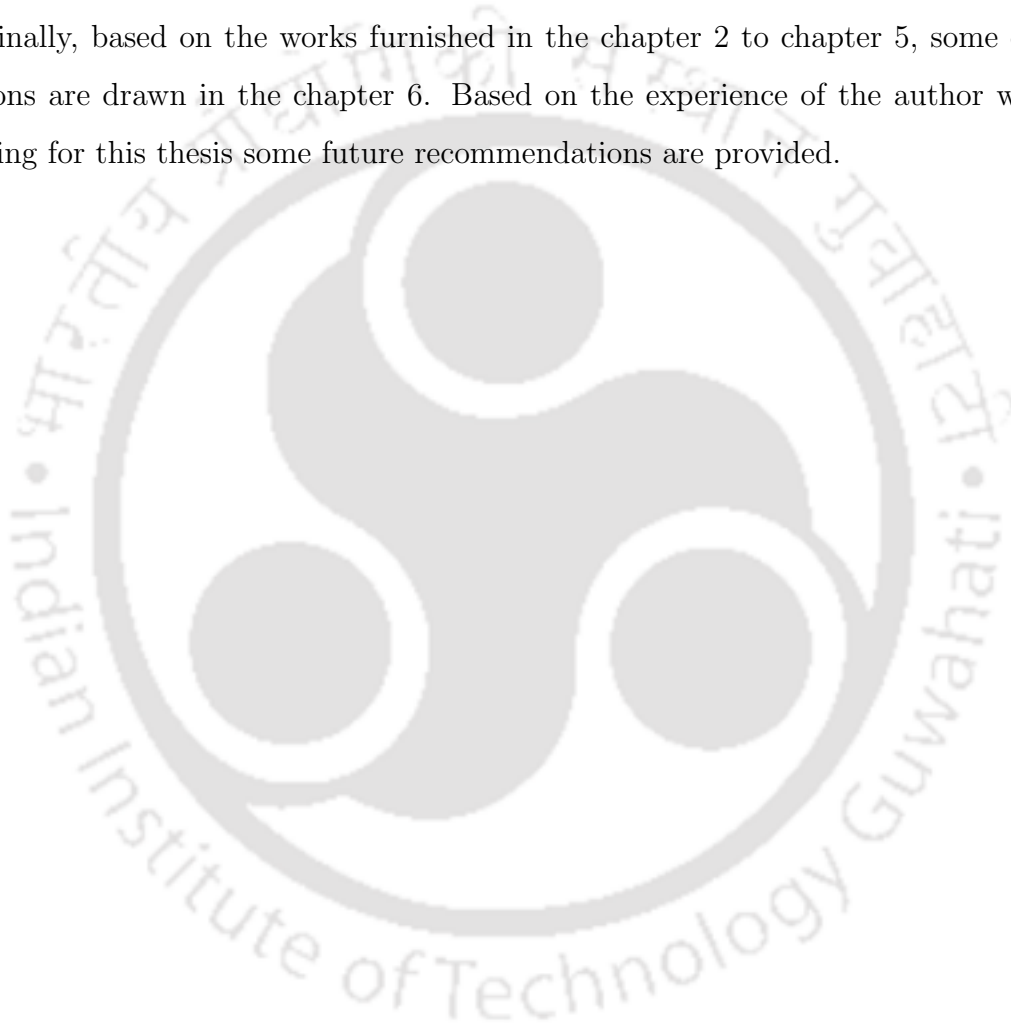 inally, based on the works furnished in the chapter 2 to chapter 5, some
ons are drawn in the chapter 6. Based on the experience of the author w
ing for this thesis some future recommendations are provided.
भारतीय प्रौद्योगिकी संस्थान गुवाहाटी
• Indian Institute of Technology Guwahati •